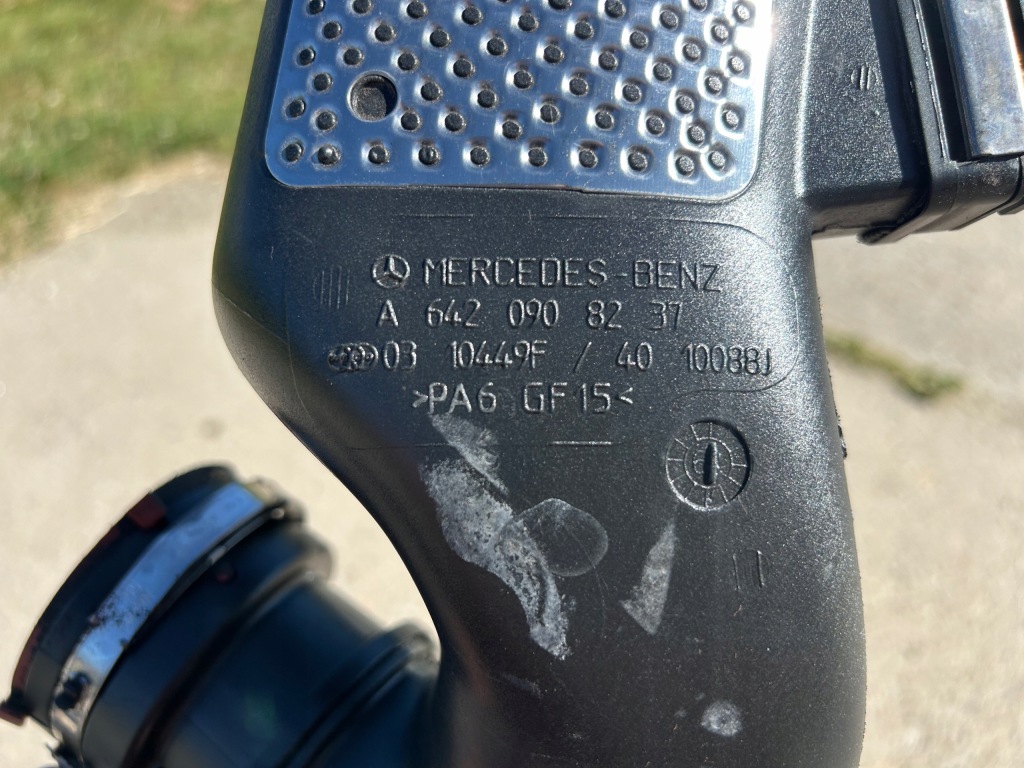 MERCEDES-BENZ
A 642 090 82 37
03 10449F / 40 10088J
>PA6 GF15<